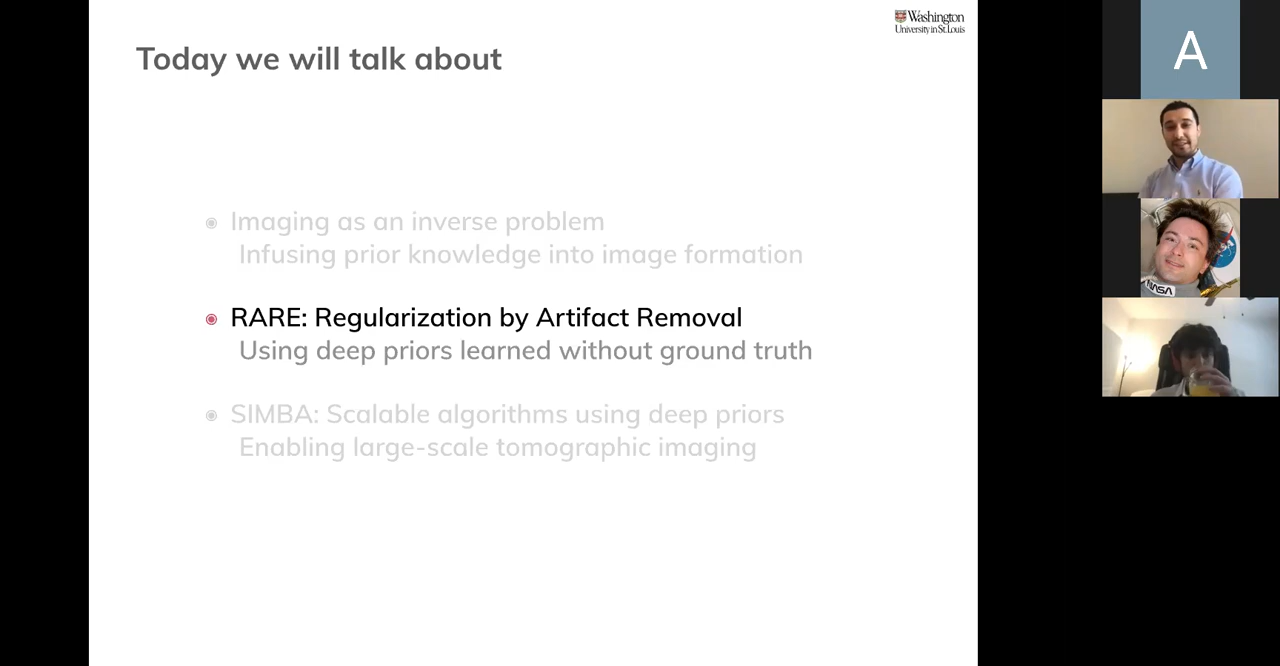 Washington
University in St. Louis
Today we will talk about
Imaging as an inverse problem
Infusing prior knowledge into image formation
RARE: Regularization by Artifact Removal
Using deep priors learned without ground truth
SIMBA: Scalable algorithms using deep priors
Enabling large-scale tomographic imaging
A
NASA